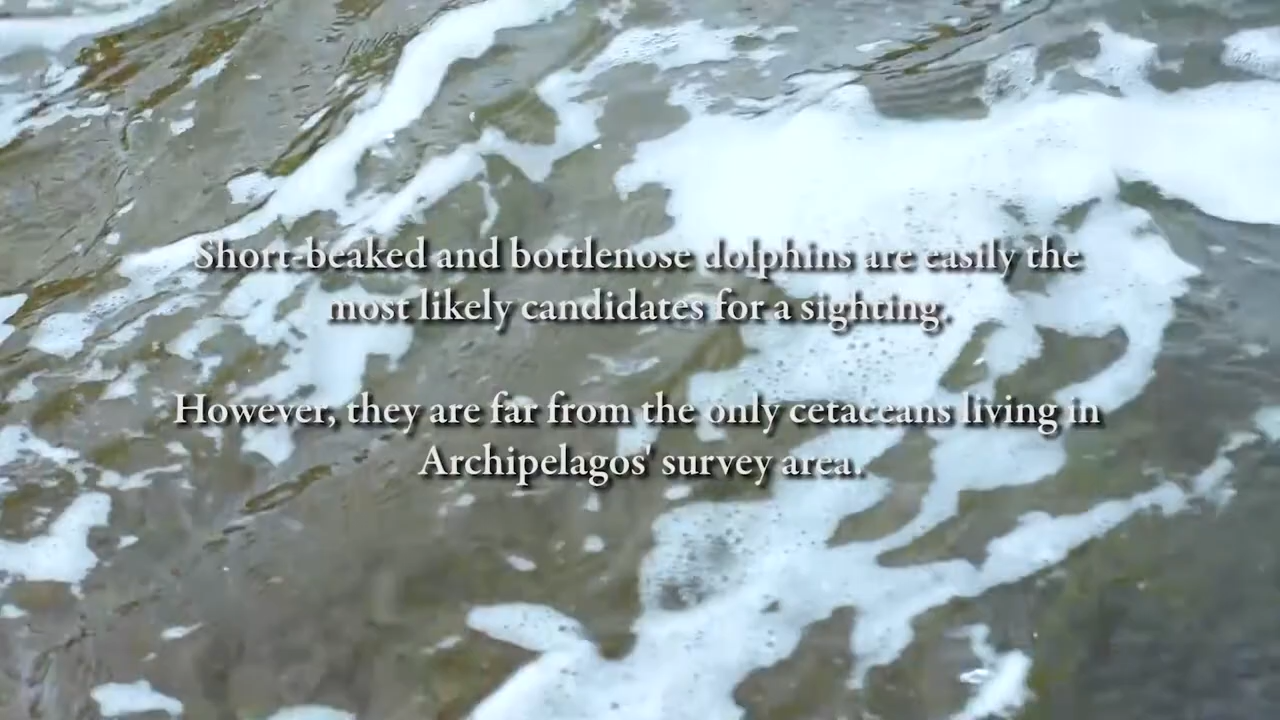 Short-beaked and bottlenose dolphins are easily the
most likely candidates for a sighting.
However, they are far from the only cetaceans living in
Archipelagos' survey area.